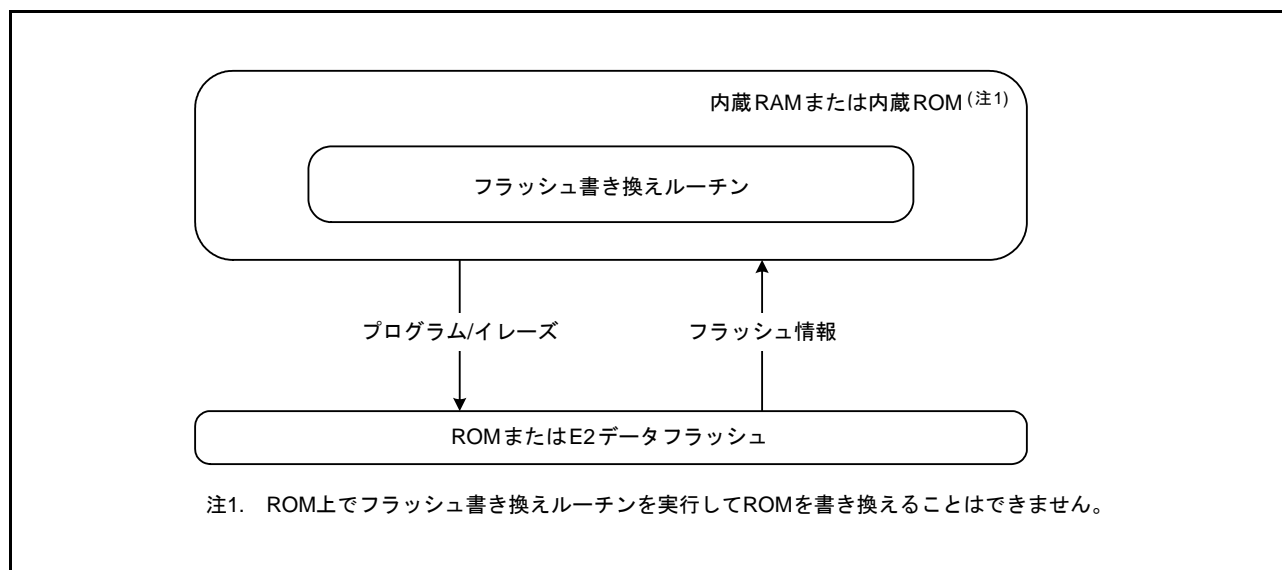 内蔵RAMまたは内蔵ROM(注1)
フラッシュ書き換えルーチン
プログラム/イレーズ
フラッシュ情報
ROMまたはE2データフラッシュ
注1. ROM上でフラッシュ書き換えルーチンを実行してROMを書き換えることはできません。